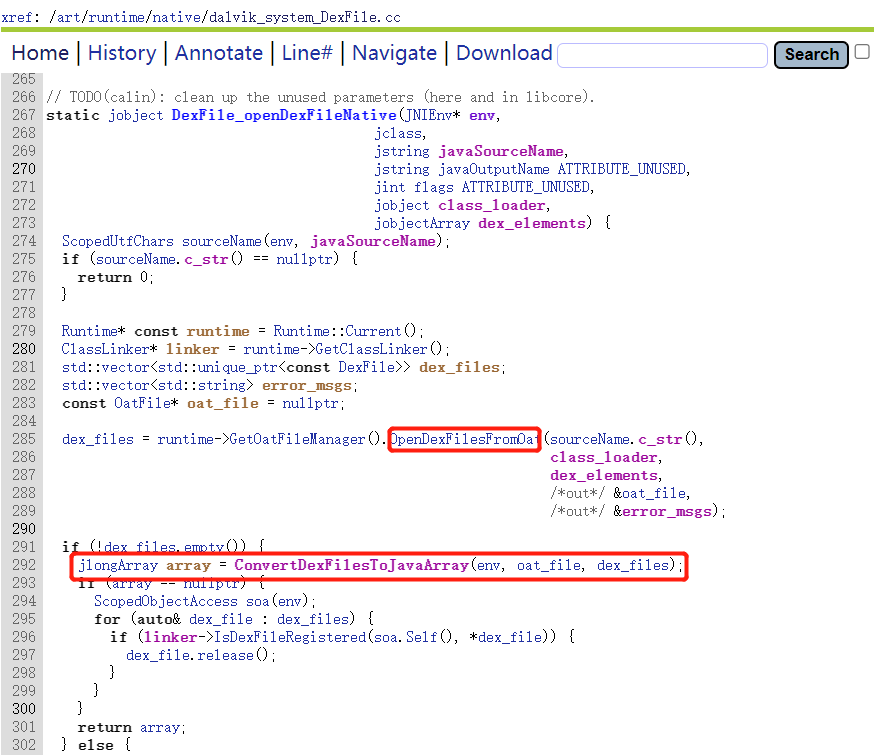 xref: /art/runtime/native/dalvik_system_DexFile.cc
Home | History | Annotate | Line# | Navigate | Download Search
265
266 // TODO(calin): clean up the unused parameters (here and in libcore).
267 static jobject DexFile_openDexFileNative(JNIEnv* env,
268 jclass,
269 jstring javaSourceName,
270 jstring javaOutputName ATTRIBUTE_UNUSED,
271 jint flags ATTRIBUTE_UNUSED,
272 jobject class_loader,
273 jobjectArray dex_elements) {
274 ScopedUtfChars sourceName(env, javaSourceName);
275 if (sourceName.c_str() == nullptr) {
276 return 0;
277 }
278
279 Runtime* const runtime = Runtime::Current();
280 ClassLinker* linker = runtime->GetClassLinker();
281 std::vector<std::unique_ptr<const DexFile>> dex_files;
282 std::vector<std::string> error_msgs;
283 const OatFile* oat_file = nullptr;
284
285 dex_files = runtime->GetOatFileManager().OpenDexFilesFromOat(sourceName.c_str(),
286 class_loader,
287 dex_elements,
288 /*out*/ &oat_file,
289 /*out*/ &error_msgs);
290
291 if (!dex_files.empty()) {
292 jlongArray array = ConvertDexFilesToJavaArray(env, oat_file, dex_files);
293 if (array == nullptr) {
294 ScopedObjectAccess soa(env);
295 for (auto& dex_file : dex_files) {
296 if (linker->IsDexFileRegistered(soa.Self(), *dex_file)) {
297 dex_file.release();
298 }
299 }
300 }
301 return array;
302 } else {